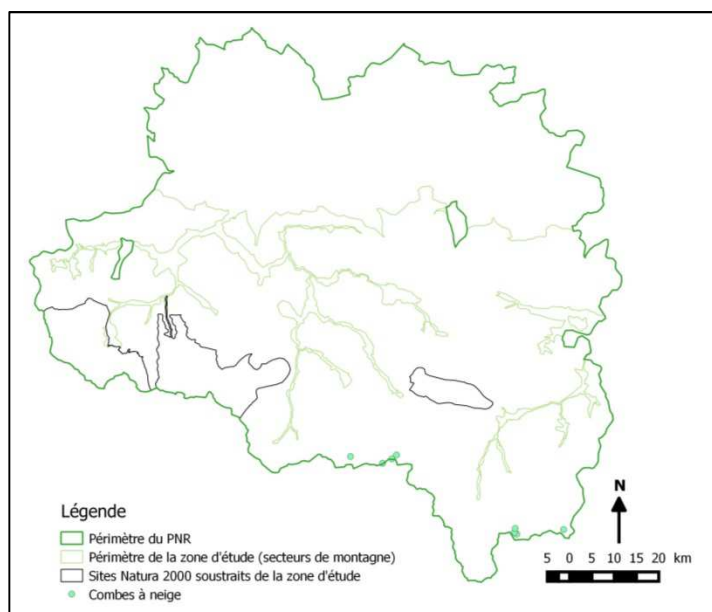 Légende
Périmètre du PNR
Périmètre de la zone d'étude (secteurs de montagne)
Sites Natura 2000 soustraits de la zone d'étude
Combes à neige
N
5 0 5 10 15 20 km